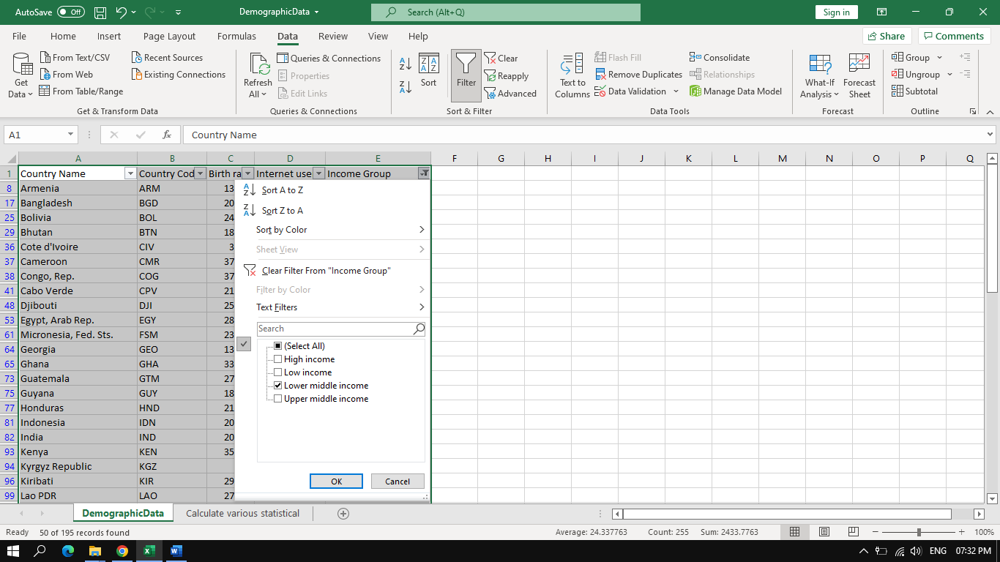 AutoSave Off DemographicData Search (Alt+Q) Sign in
File Home Insert Page Layout Formulas Data Review View Help Share Comments
Get Data
From Text/CSV
From Web
From Table/Range
Recent Sources
Existing Connections
Get & Transform Data
Refresh All
Queries & Connections
Properties
Edit Links
Queries & Connections
Sort
Filter
Clear
Reapply
Advanced
Sort & Filter
Text to Columns
Flash Fill
Remove Duplicates
Data Validation
Consolidate
Relationships
Manage Data Model
Data Tools
What-If Analysis
Forecast Sheet
Forecast
Group
Ungroup
Subtotal
Outline
A1 fx Country Name
A B C D E F G H I J K L M N O P Q
1 Country Name Country Cod Birth ra Internet use Income Group
8 Armenia ARM 13
17 Bangladesh BGD 20
25 Bolivia BOL 24
29 Bhutan BTN 18
36 Cote d'Ivoire CIV 3
37 Cameroon CMR 37
38 Congo, Rep. COG 37
41 Cabo Verde CPV 21
48 Djibouti DJI 25
53 Egypt, Arab Rep. EGY 28
61 Micronesia, Fed. Sts. FSM 23
64 Georgia GEO 13
65 Ghana GHA 33
73 Guatemala GTM 27
75 Guyana GUY 18
77 Honduras HND 21
81 Indonesia IDN 20
82 India IND 20
93 Kenya KEN 35
94 Kyrgyz Republic KGZ
96 Kiribati KIR 29
99 Lao PDR LAO 27
Sort A to Z
Sort Z to A
Sort by Color
Sheet View
Clear Filter From "Income Group"
Filter by Color
Text Filters
Search
(Select All)
High income
Low income
Lower middle income
Upper middle income
OK Cancel
DemographicData Calculate various statistical
Ready 50 of 195 records found Average: 24.337763 Count: 255 Sum: 2433.7763 100%
ENG 07:32 PM